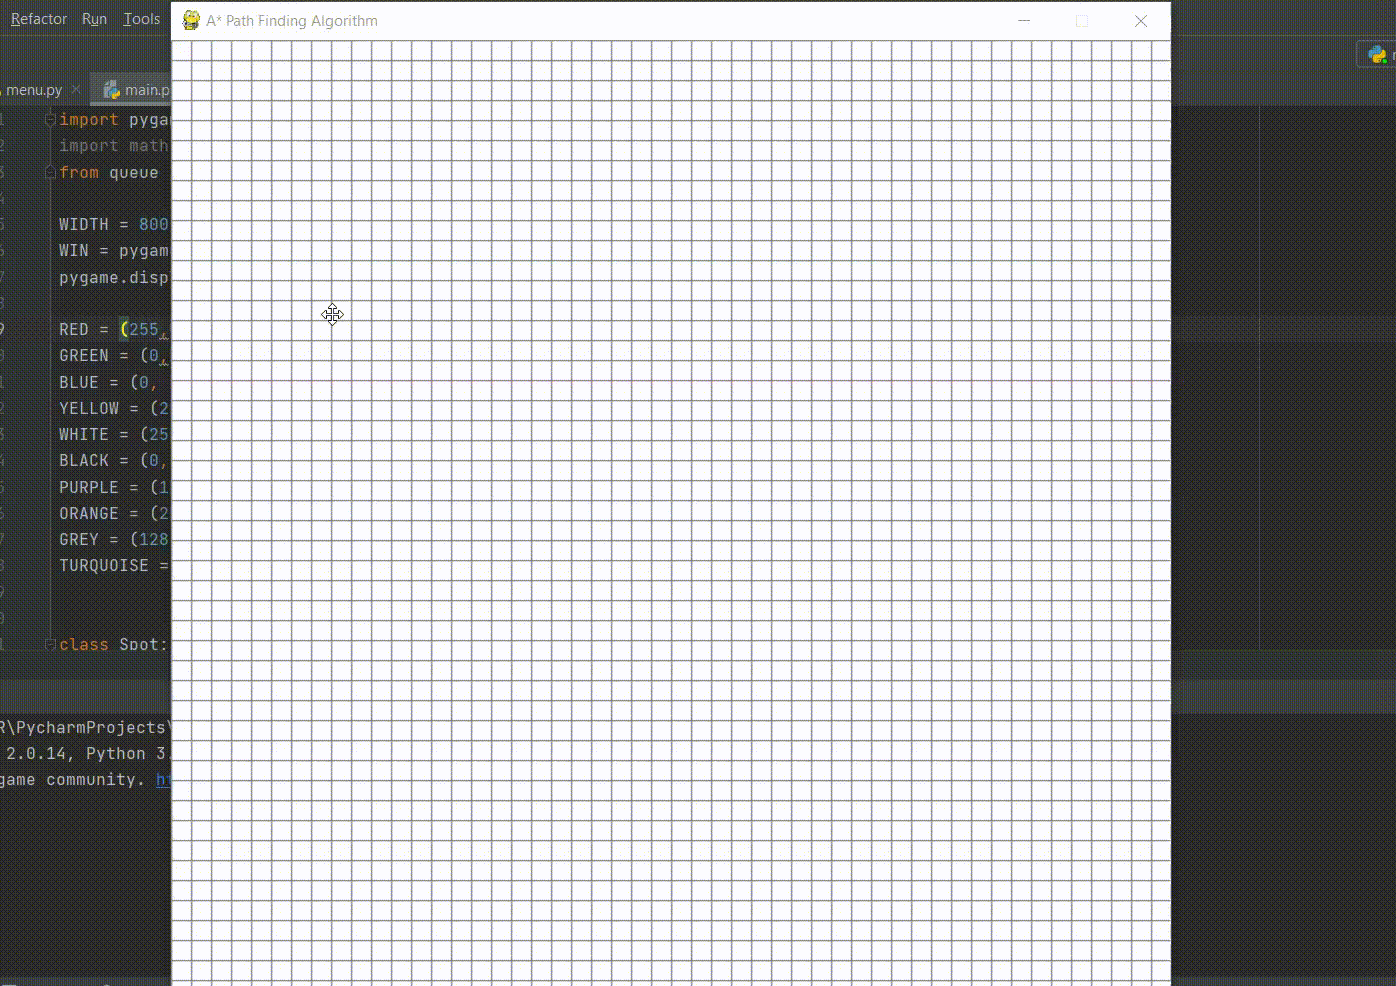 Refactor Run Tools
A* Path Finding Algorithm
menu.py
main.p
1 import pyga
2 import math
3 from queue
4
5 WIDTH = 800
6 WIN = pygam
7 pygame.disp
8
9 RED = (255,
0 GREEN = (0,
1 BLUE = (0,
2 YELLOW = (2
3 WHITE = (25
4 BLACK = (0,
5 PURPLE = (1
6 ORANGE = (2
7 GREY = (128
8 TURQUOISE =
9
0
1 class Spot:
R\PycharmProjects\
2.0.14, Python 3.
game community. ht